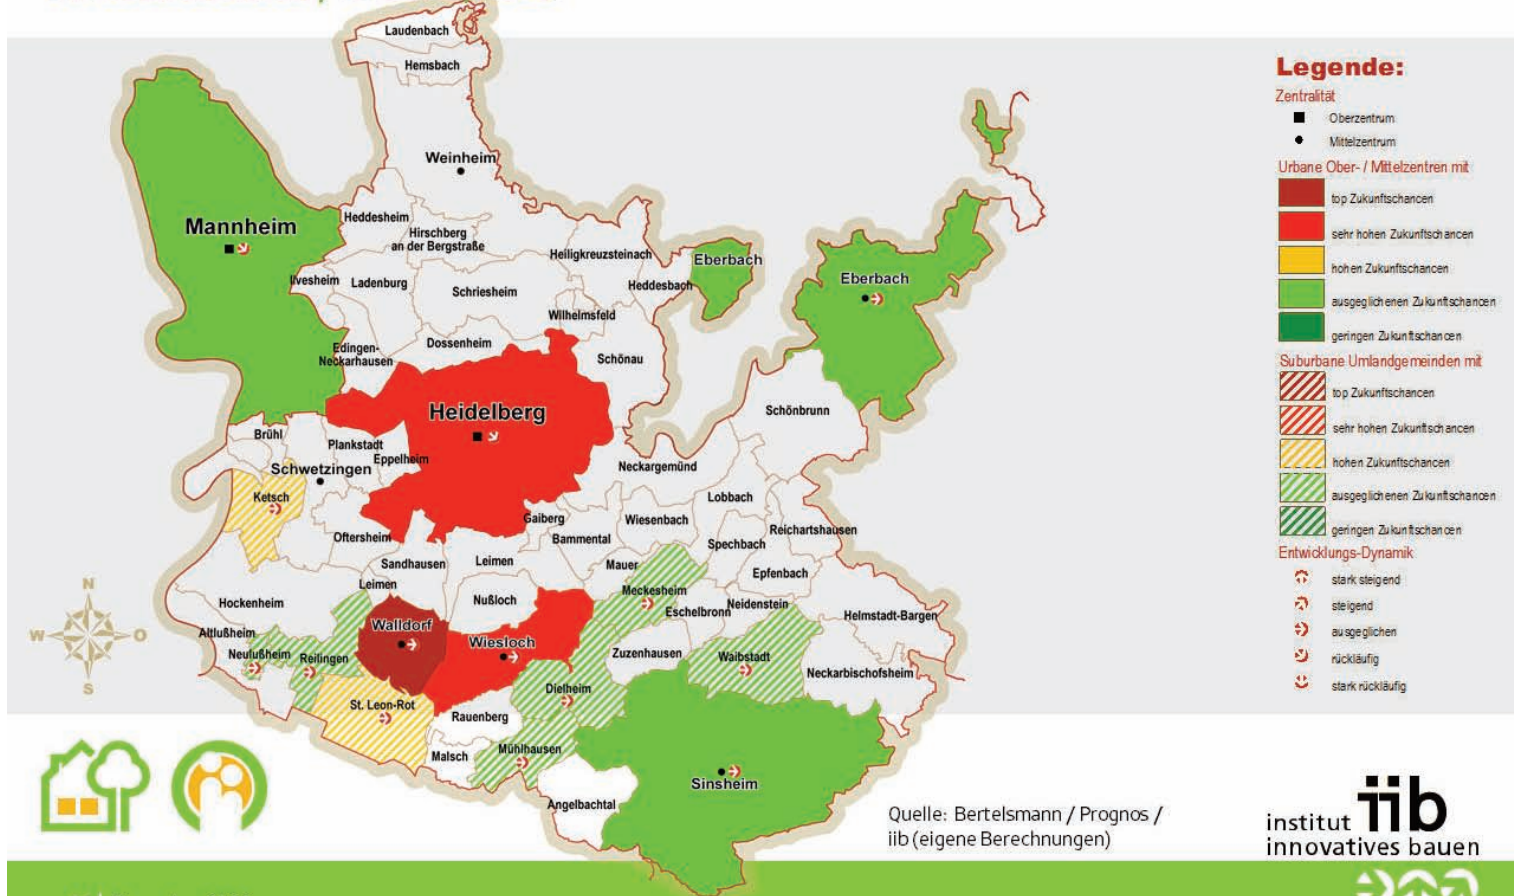 Laudenbach
Hemsbach
Weinheim
Mannheim
Heddesheim
Hirschberg
an der Bergstraße
Heiligkreuzsteinach
Eberbach
Eberbach
Ilvesheim
Ladenburg
Schriesheim
Heddesbach
Wilhelmsfeld
Edingen-
Neckarhausen
Dossenheim
Schönau
Heidelberg
Schönbrunn
Brühl
Plankstadt
Eppelheim
Schwetzingen
Neckargemünd
Ketsch
Lobbach
Gaiberg
Wiesenbach
Reichartshausen
Oftersheim
Bammental
Spechbach
Sandhausen
Leimen
Mauer
Epfenbach
Leimen
Meckesheim
Hockenheim
Nußloch
Eschelbronn
Neidenstein
Helmstadt-Bargen
Altlußheim
Walldorf
Wiesloch
Neulußheim
Reilingen
Zuzenhausen
Waibstadt
Neckarbischofsheim
Dielheim
St. Leon-Rot
Rauenberg
Malsch
Mühlhausen
Sinsheim
Angelbachtal
N
W
O
S
Legende:
Zentralität
Oberzentrum
Mittelzentrum
Urbane Ober- / Mittelzentren mit
top Zukunftschancen
sehr hohen Zukunftschancen
hohen Zukunftschancen
ausgeglichenen Zukunftschancen
geringen Zukunftschancen
Suburbane Umlandgemeinden mit
top Zukunftschancen
sehr hohen Zukunftschancen
hohen Zukunftschancen
ausgeglichenen Zukunftschancen
geringen Zukunftschancen
Entwicklungs-Dynamik
stark steigend
steigend
ausgeglichen
rückläufig
stark rückläufig
Quelle: Bertelsmann / Prognos /
iib (eigene Berechnungen)
iib
institut
innovatives bauen